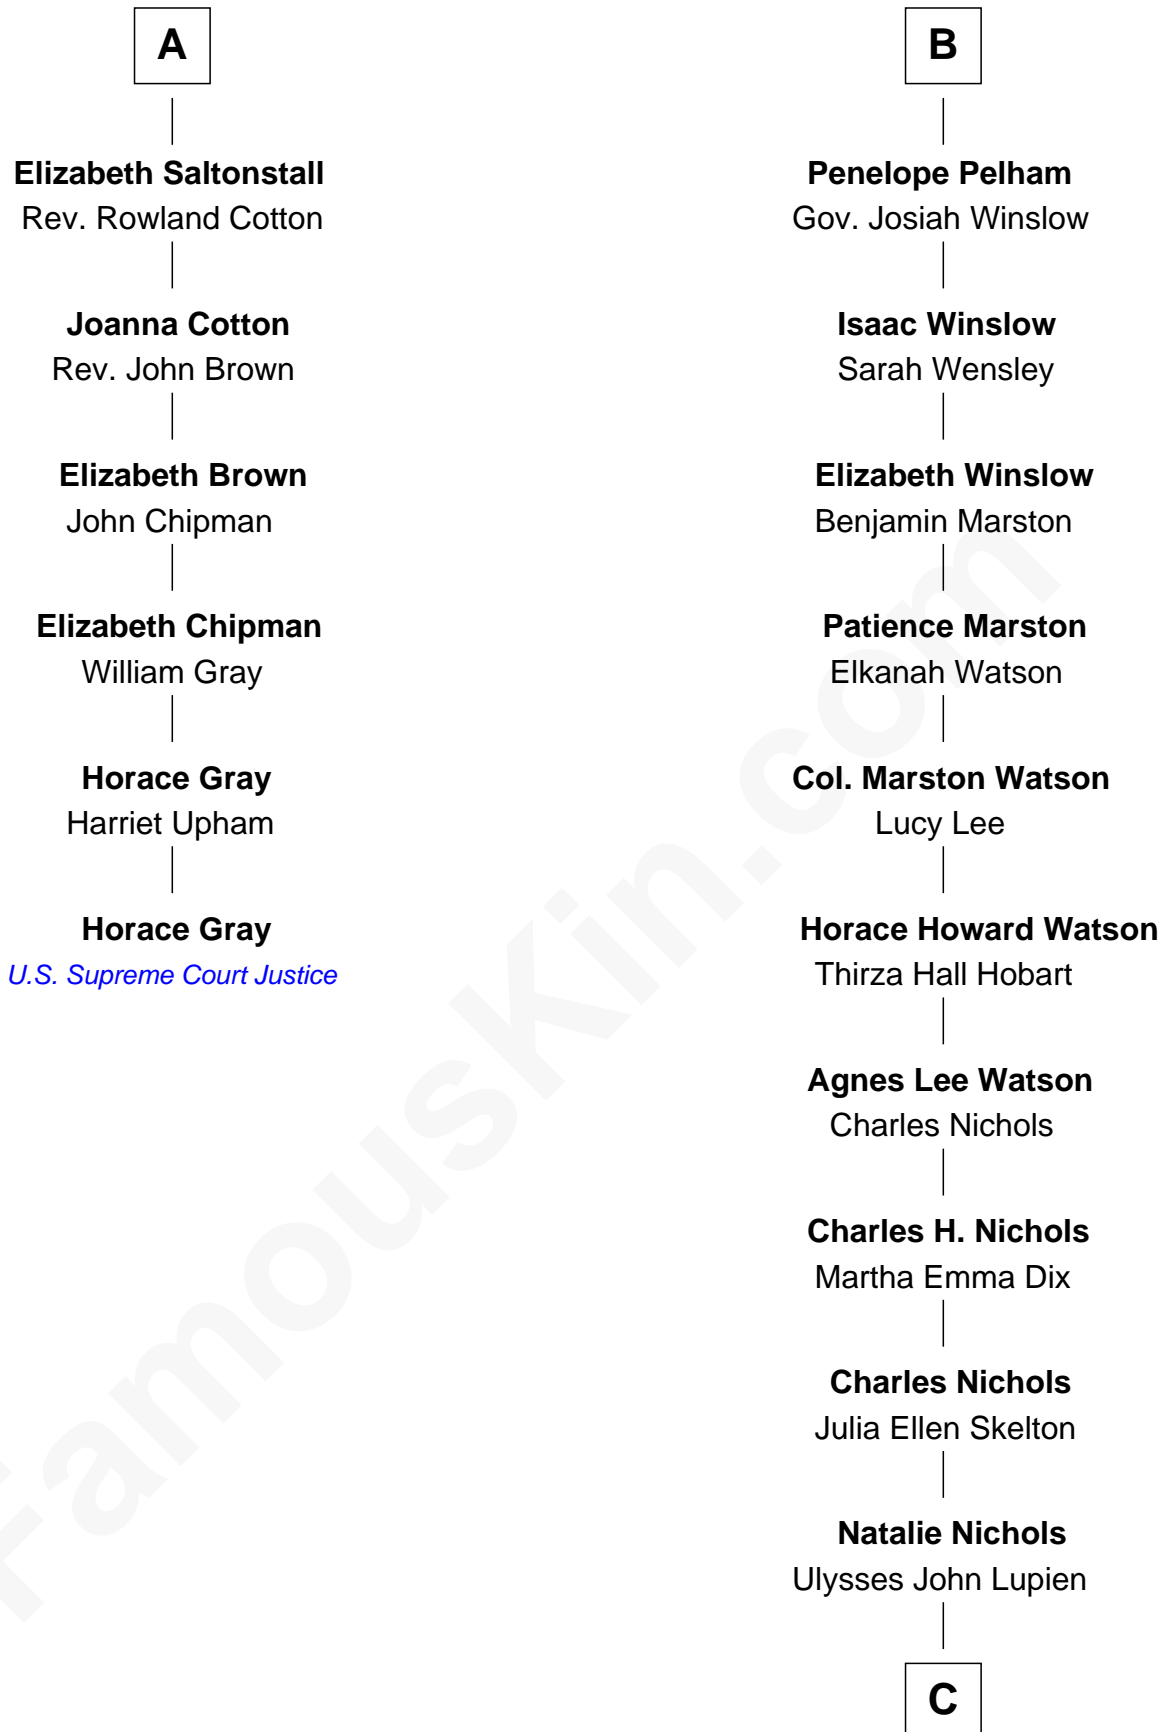 A
Elizabeth Saltonstall
Rev. Rowland Cotton
Joanna Cotton
Rev. John Brown
Elizabeth Brown
John Chipman
Elizabeth Chipman
William Gray
Horace Gray
Harriet Upham
Horace Gray
U.S. Supreme Court Justice
B
Penelope Pelham
Gov. Josiah Winslow
Isaac Winslow
Sarah Wensley
Elizabeth Winslow
Benjamin Marston
Patience Marston
Elkanah Watson
Col. Marston Watson
Lucy Lee
Horace Howard Watson
Thirza Hall Hobart
Agnes Lee Watson
Charles Nichols
Charles H. Nichols
Martha Emma Dix
Charles Nichols
Julia Ellen Skelton
Natalie Nichols
Ulysses John Lupien
C
FamousKin.com